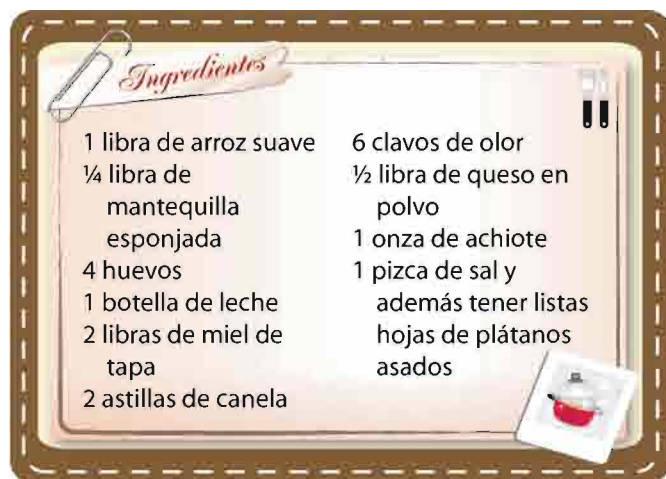 Ingredientes
1 libra de arroz suave
¼ libra de
mantequilla
esponjada
4 huevos
1 botella de leche
2 libras de miel de
tapa
2 astillas de canela
6 clavos de olor
½ libra de queso en
polvo
1 onza de achiote
1 pizca de sal y
además tener listas
hojas de plátanos
asados